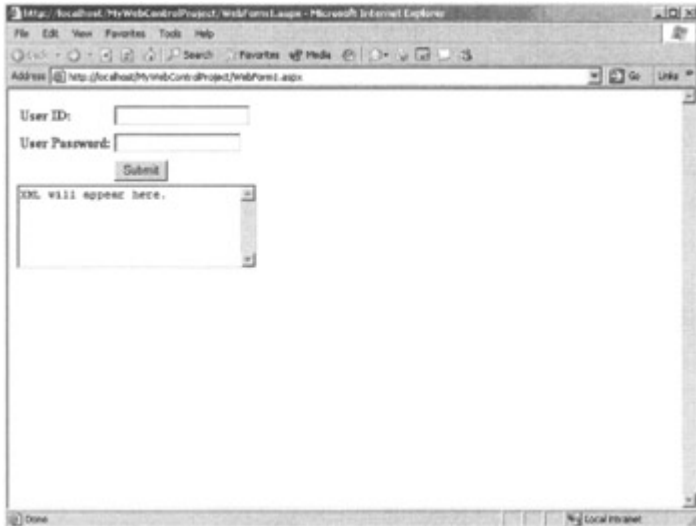 http://localhost/MyWebControlProject/WebForm1.aspx - Microsoft Internet Explorer
File Edit View Favorites Tools Help
Back Search Favorites Media
Address http://localhost/MyWebControlProject/WebForm1.aspx Go Links
User ID:
User Password:
Submit
XML will appear here.
Done Local intranet